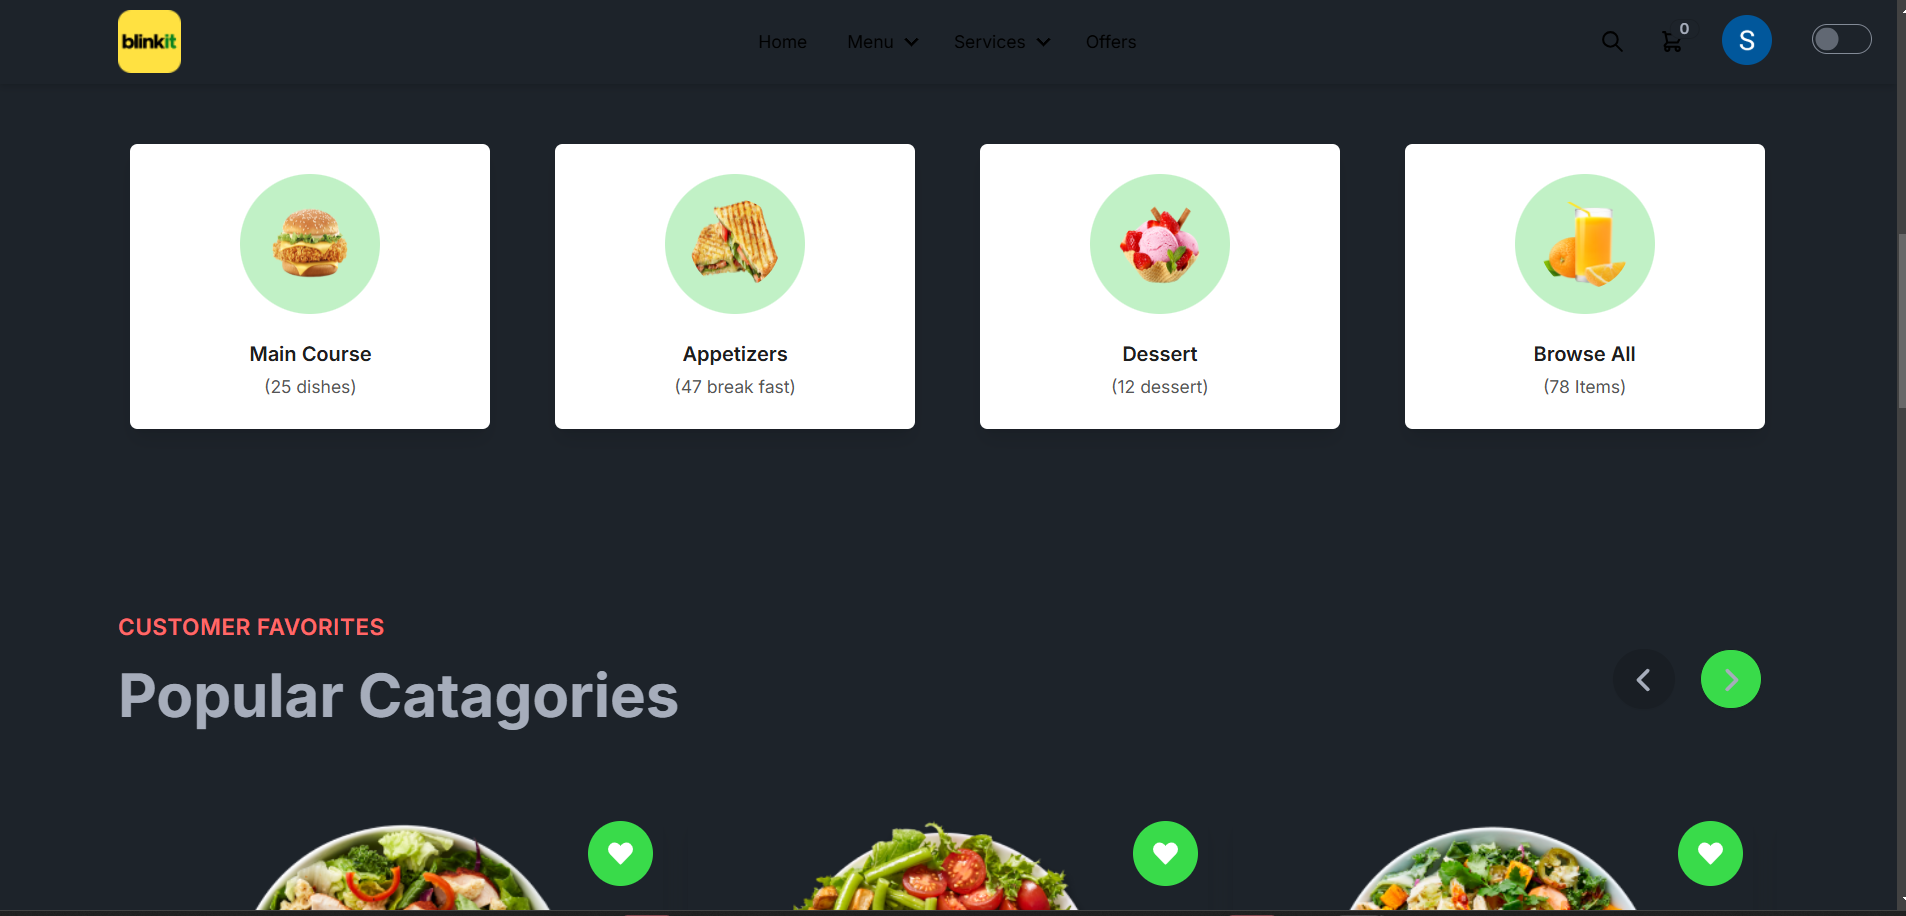 blinkit
Home Menu Services Offers
0
S
Main Course
(25 dishes)
Appetizers
(47 break fast)
Dessert
(12 dessert)
Browse All
(78 Items)
CUSTOMER FAVORITES
Popular Catagories